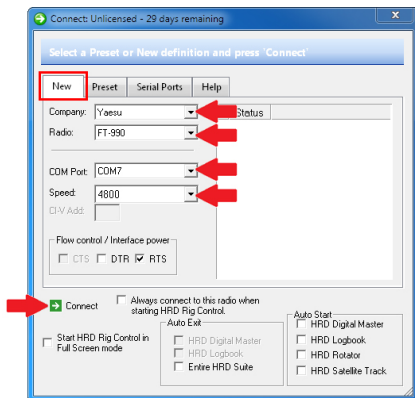 Connect: Unlicensed - 29 days remaining
x
Select a Preset or New definition and press 'Connect'
New Preset Serial Ports Help
Company: Yaesu
Status
Radio: FT-990
COM Port: COM7
Speed: 4800
CI-V Add:
Flow control / Interface power
CTS DTR RTS
Connect
Always connect to this radio when
starting HRD Rig Control.
Start HRD Rig Control in
Full Screen mode
Auto Exit
HRD Digital Master
HRD Logbook
Entire HRD Suite
Auto Start
HRD Digital Master
HRD Logbook
HRD Rotator
HRD Satellite Track